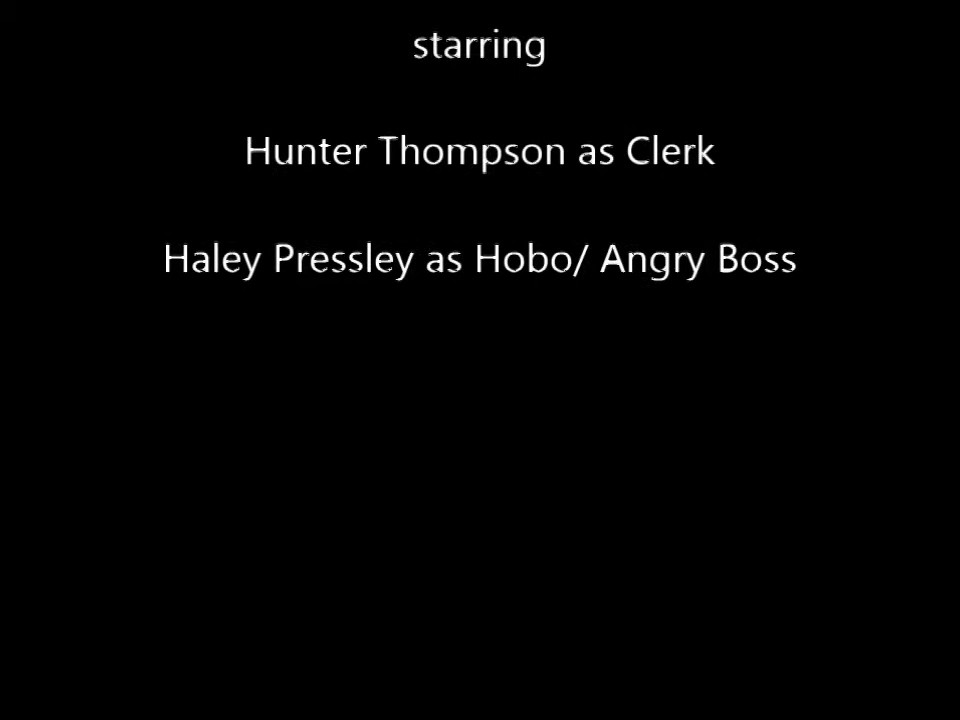 starring
Hunter Thompson as Clerk
Haley Pressley as Hobo/ Angry Boss